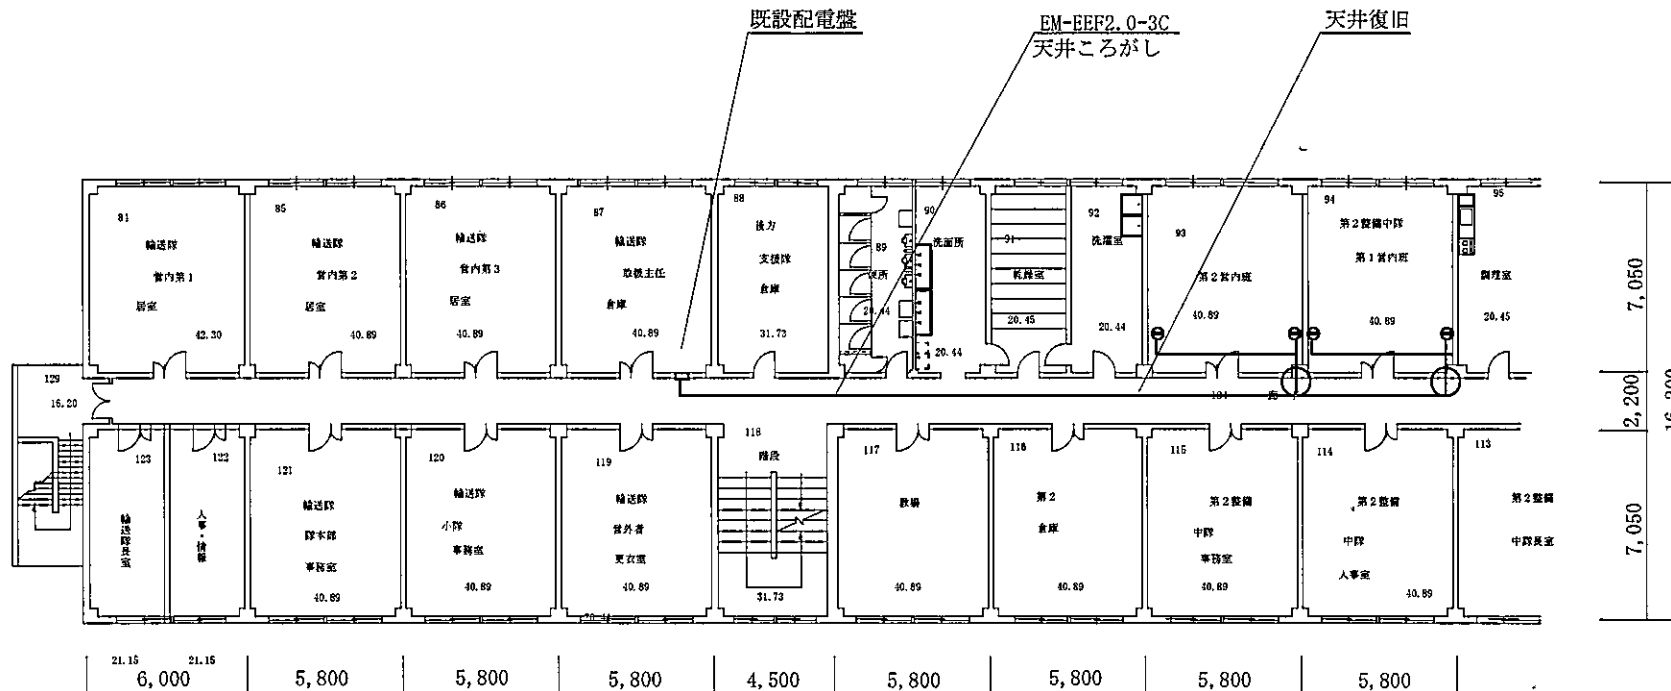 既設配電盤
EM-EEF2.0-3C
天井ころがし
天井復旧
81
輸送隊
営内第1
居室
42.30
85
輸送隊
営内第2
居室
40.89
86
輸送隊
営内第3
居室
40.89
87
輸送隊
取扱主任
倉庫
40.89
88
後方
支援隊
倉庫
31.73
89
便所
20.44
90
洗面所
20.44
91
乾燥室
20.45
92
洗濯室
20.44
93
第2営内班
40.89
94
第2整備中隊
第1営内班
40.89
95
調理室
20.45
7,050
2,200
7,050
16,200
129
16.20
123
輸送隊長室
21.15
122
人事・情報
21.15
121
輸送隊
隊本部
事務室
40.89
120
輸送隊
小隊
事務室
40.89
119
輸送隊
営外者
更衣室
40.89
118
階段
31.73
117
教場
40.89
116
第2
倉庫
40.89
115
第2整備
中隊
事務室
40.89
114
第2整備
中隊
人事室
40.89
113
第2整備
中隊長室
6,000
5,800
5,800
5,800
4,500
5,800
5,800
5,800
5,800